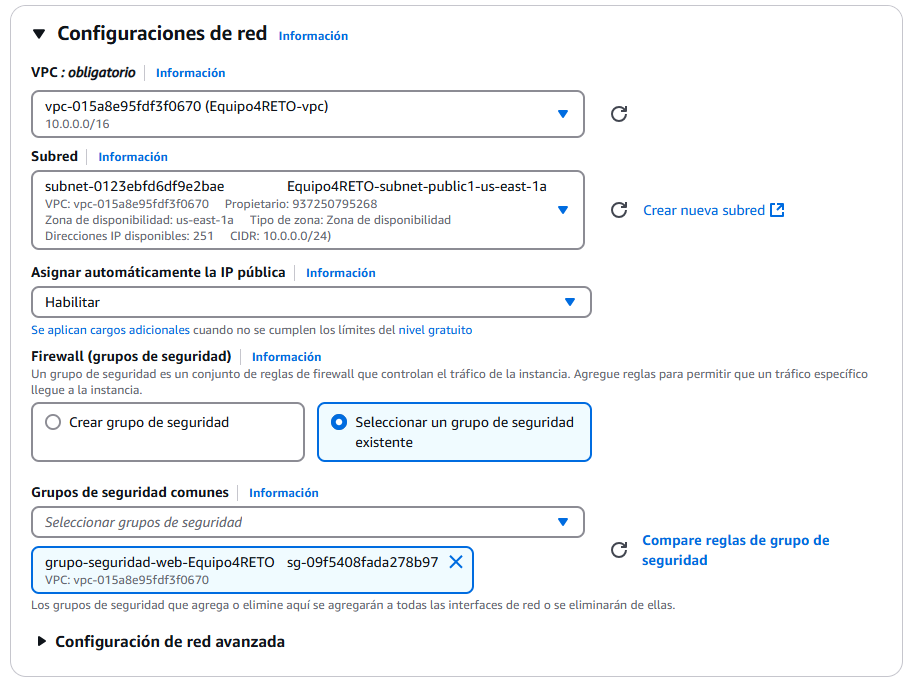 Configuraciones de red Información
VPC : obligatorio Información
vpc-015a8e95fdf3f0670 (Equipo4RETO-vpc)
10.0.0.0/16
Subred Información
subnet-0123ebfd6df9e2bae Equipo4RETO-subnet-public1-us-east-1a
VPC: vpc-015a8e95fdf3f0670 Propietario: 937250795268
Zona de disponibilidad: us-east-1a Tipo de zona: Zona de disponibilidad
Direcciones IP disponibles: 251 CIDR: 10.0.0.0/24)
Crear nueva subred
Asignar automáticamente la IP pública Información
Habilitar
Se aplican cargos adicionales cuando no se cumplen los límites del nivel gratuito
Firewall (grupos de seguridad) Información
Un grupo de seguridad es un conjunto de reglas de firewall que controlan el tráfico de la instancia. Agregue reglas para permitir que un tráfico específico
llegue a la instancia.
Crear grupo de seguridad
Seleccionar un grupo de seguridad
existente
Grupos de seguridad comunes Información
Seleccionar grupos de seguridad
grupo-seguridad-web-Equipo4RETO sg-09f5408fada278b97
VPC: vpc-015a8e95fdf3f0670
Compare reglas de grupo de
seguridad
Los grupos de seguridad que agrega o elimine aquí se agregarán a todas las interfaces de red o se eliminarán de ellas.
Configuración de red avanzada